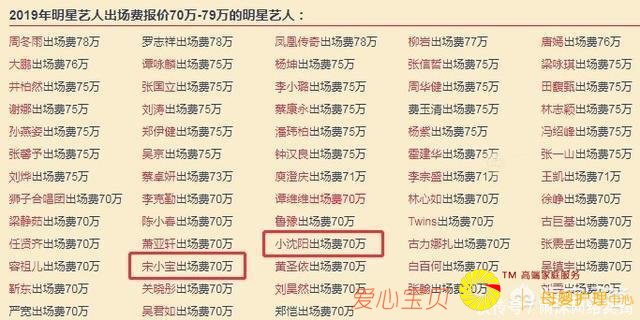 2019年明星艺人出场费报价70万-79万的明星艺人：
周冬雨出场费78万 罗志祥出场费78万 凤凰传奇出场费78万 柳岩出场费77万 唐嫣出场费76万
大鹏出场费76万 谭咏麟出场费75万 杨坤出场费75万 张信哲出场费75万 梁咏琪出场费75万
井柏然出场费75万 张国立出场费75万 李小璐出场费75万 周华健出场费75万 田馥甄出场费75万
谢娜出场费75万 刘涛出场费75万 蔡康永出场费75万 费玉清出场费75万 林志颖出场费75万
孙燕姿出场费75万 郑伊健出场费75万 潘玮柏出场费75万 杨紫出场费75万 冯绍峰出场费75万
张馨予出场费75万 吴京出场费75万 钟汉良出场费75万 霍建华出场费75万 张一山出场费75万
刘烨出场费75万 蔡卓妍出场费73万 庾澄庆出场费71万 李宗盛出场费71万 王凯出场费71万
狮子合唱团出场费70万 李克勤出场费70万 谭维维出场费70万 林心如出场费70万 徐峥出场费70万
梁静茹出场费70万 陈小春出场费70万 鲁豫出场费70万 Twins出场费70万 古巨基出场费70万
任贤齐出场费70万 萧亚轩出场费70万 小沈阳出场费70万 古力娜扎出场费70万 张震岳出场费70万
容祖儿出场费70万 宋小宝出场费70万 黄圣依出场费70万 白百何出场费70万 吴镇宇出场费70万
TM 高端家庭服务
靳东出场费70万 关晓彤出场费70万 刘昊然出场费70万 张翰出场费
严宽出场费70万 吴君如出场费70万 郑恺出场费70万
爱心宝贝 母婴护理中心